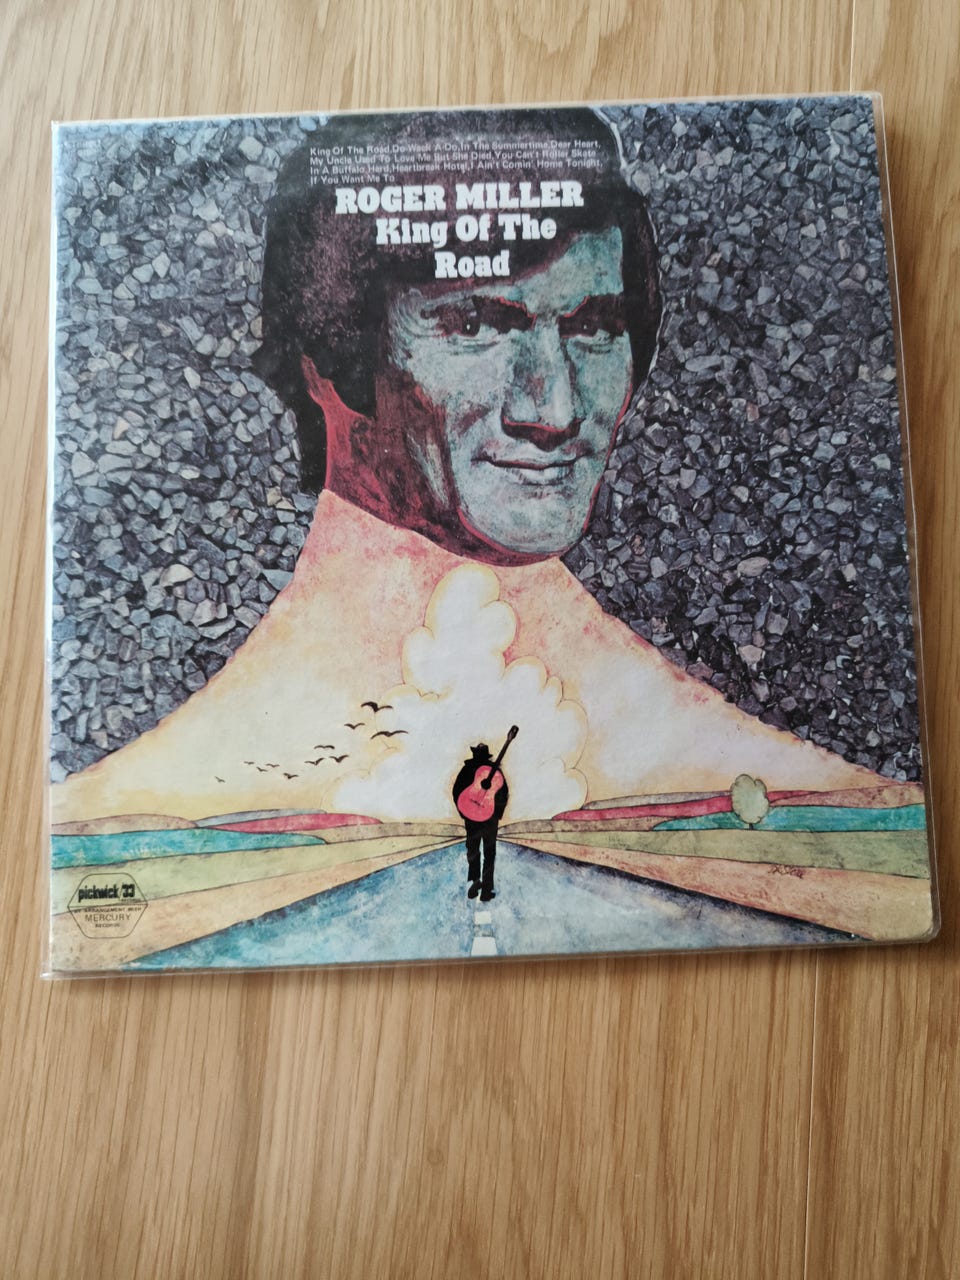 King Of The Road, Do-Wack A-Do, In The Summertime, Dear Heart,
My Uncle Used To Love Me But She Died, You Can't Roller Skate
In A Buffalo Herd, Heartbreak Hotel, I Ain't Comin' Home Tonight,
If You Want Me To
ROGER MILLER
King Of The
Road
pickwick/33
RECORDS
BY ARRANGEMENT WITH
MERCURY
RECORDS